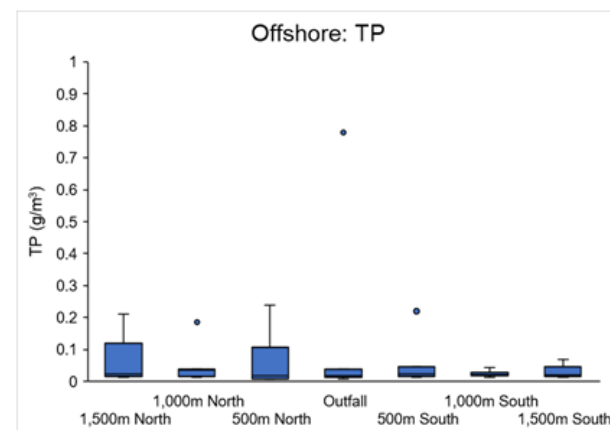 Offshore: TP
1
0.9
0.8
0.7
0.6
0.5
0.4
0.3
0.2
0.1
0
TP (g/m³)
1,000m North Outfall 1,000m South
1,500m North 500m North 500m South 1,500m South